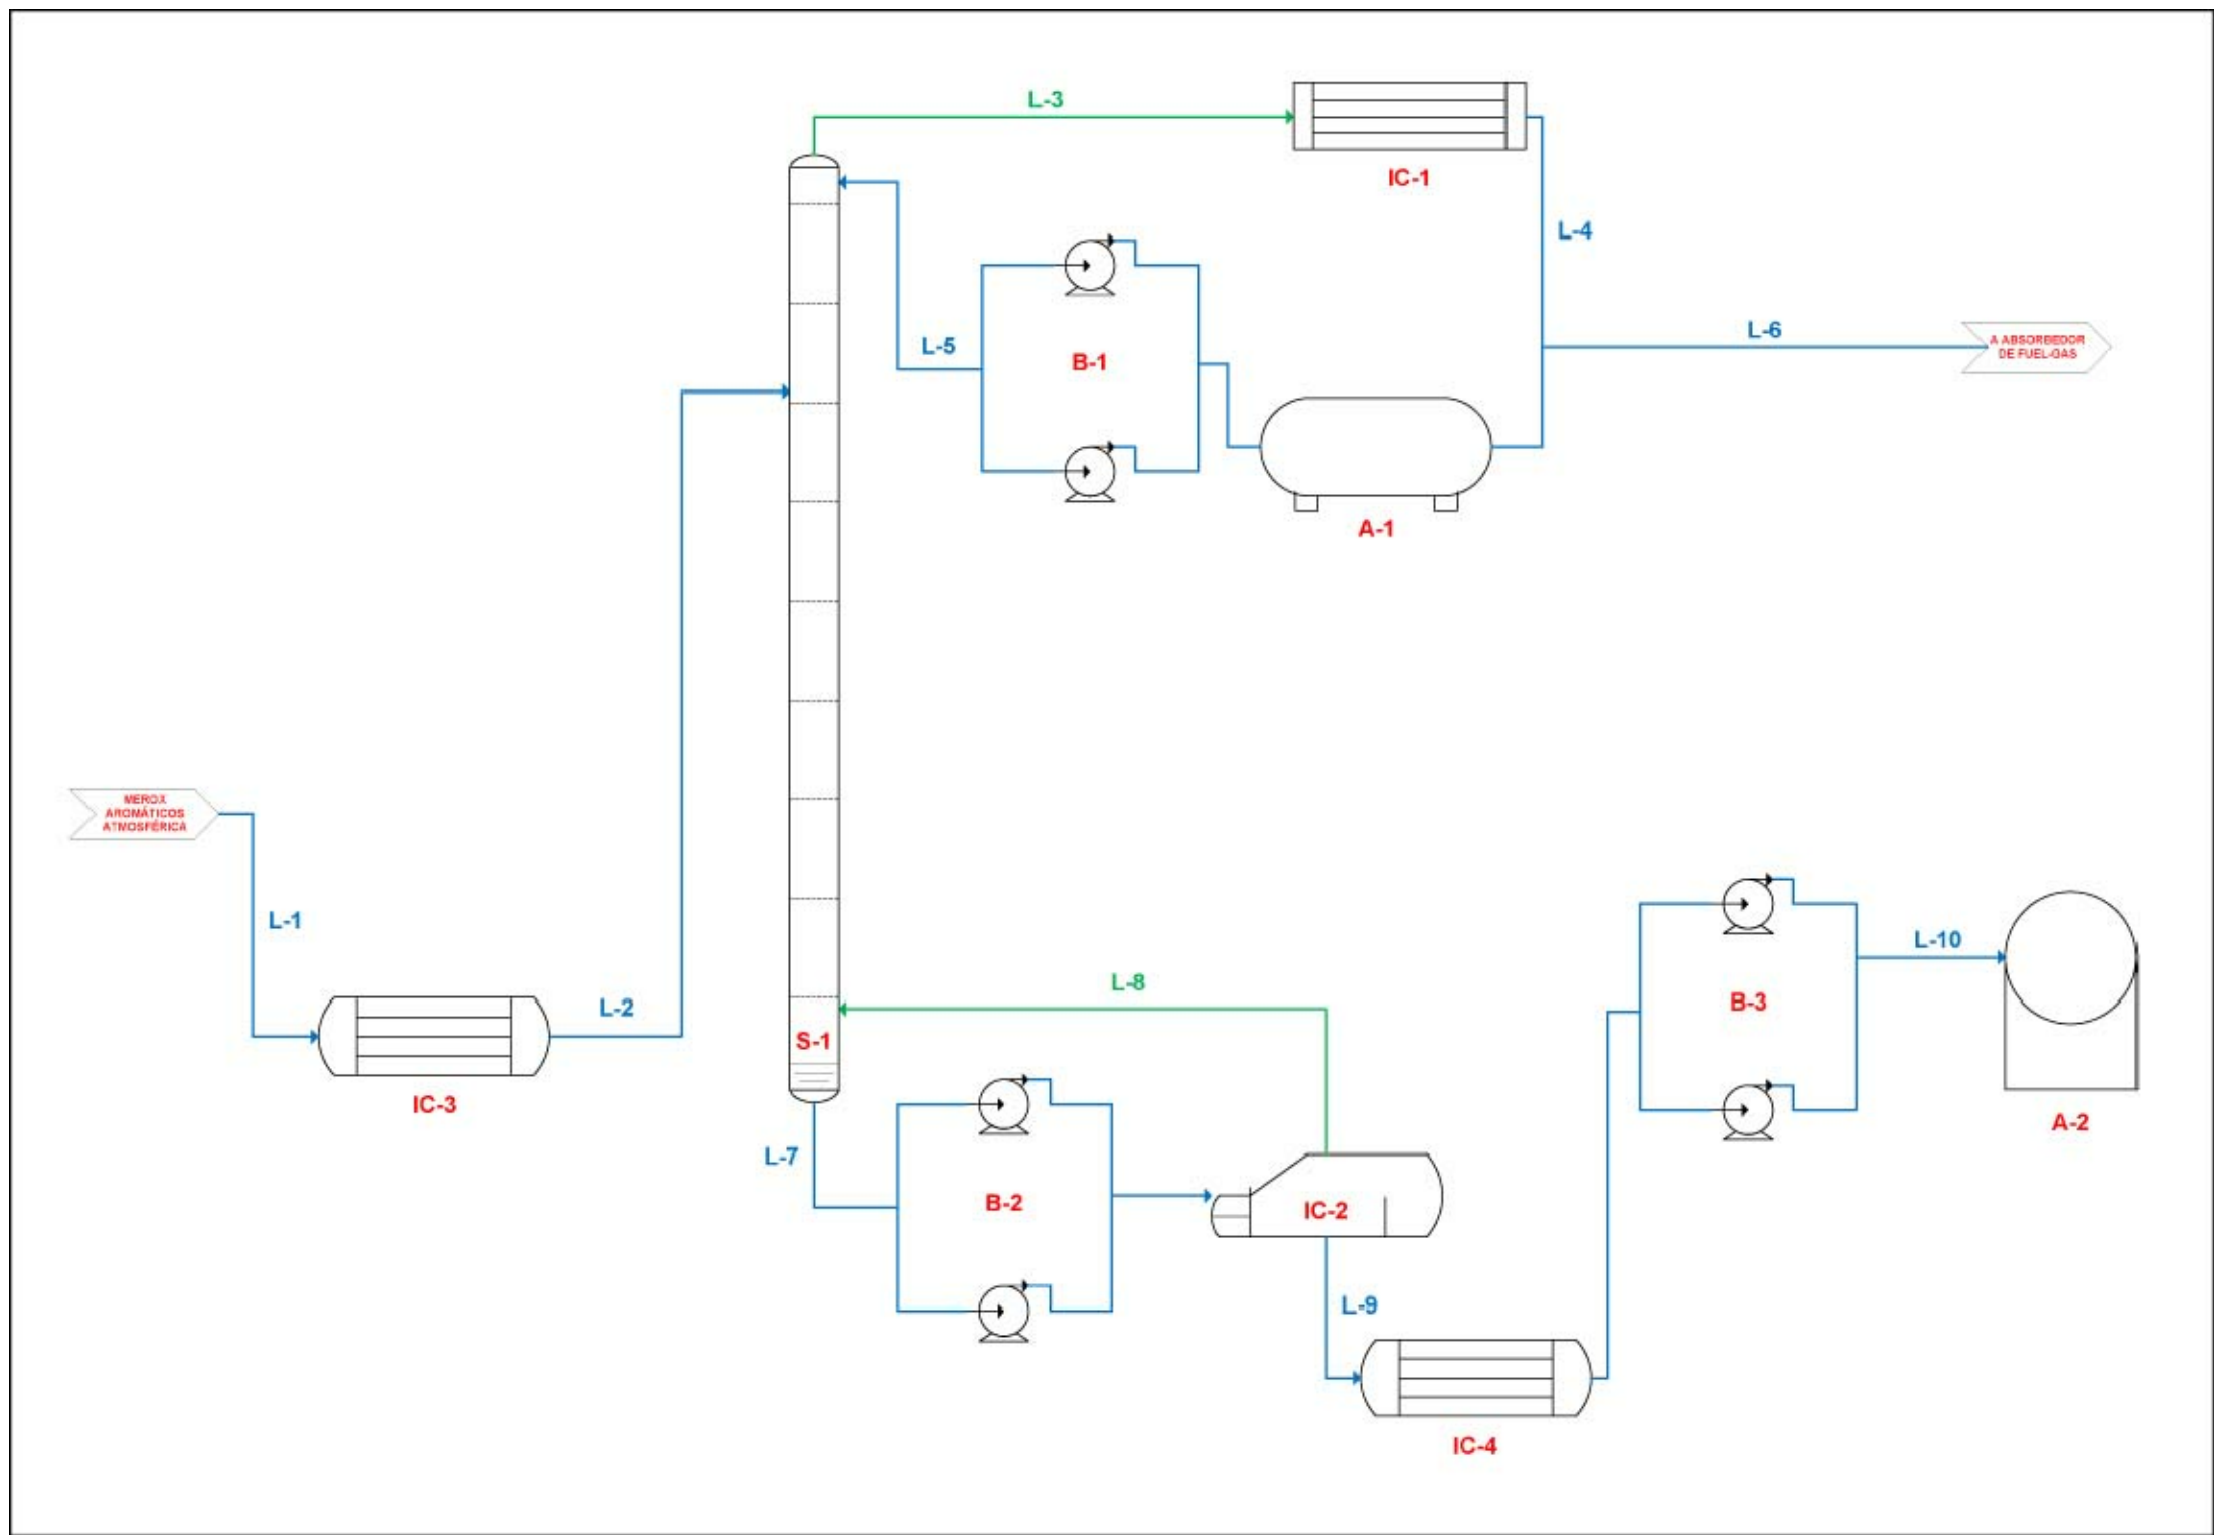 L-3
IC-1
L-4
L-5
B-1
L-6
A ABSORBEDOR
DE FUEL-GAS
A-1
MEROX
AROMÁTICOS
ATMOSFÉRICA
L-1
L-2
IC-3
L-8
S-1
L-7
B-2
IC-2
L-9
IC-4
B-3
L-10
A-2